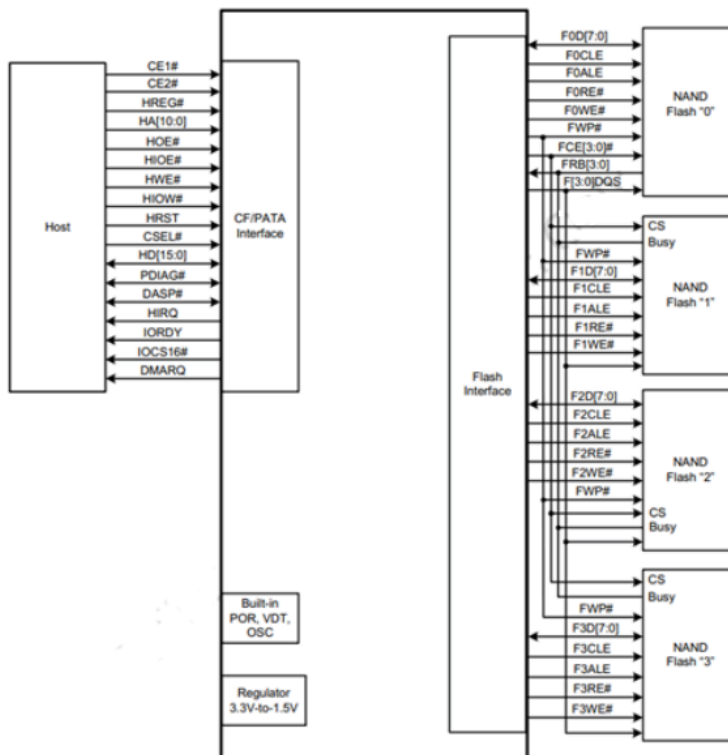 Host
CE1#
CE2#
HREG#
HA[10:0]
HOE#
HIOE#
HWE#
HIOW#
HRST
CSEL#
HD[15:0]
PDIAG#
DASP#
HIRQ
IORDY
IOCS16#
DMARQ
CF/PATA
Interface
Built-in
POR, VDT,
OSC
Regulator
3.3V-to-1.5V
Flash
Interface
F0D[7:0]
F0CLE
F0ALE
F0RE#
F0WE#
FWP#
FCE[3:0]#
FRB[3:0]
F[3:0]DQS
NAND
Flash "0"
CS
Busy
FWP#
F1D[7:0]
F1CLE
F1ALE
F1RE#
F1WE#
NAND
Flash "1"
F2D[7:0]
F2CLE
F2ALE
F2RE#
F2WE#
FWP#
CS
Busy
NAND
Flash "2"
CS
Busy
FWP#
F3D[7:0]
F3CLE
F3ALE
F3RE#
F3WE#
NAND
Flash "3"